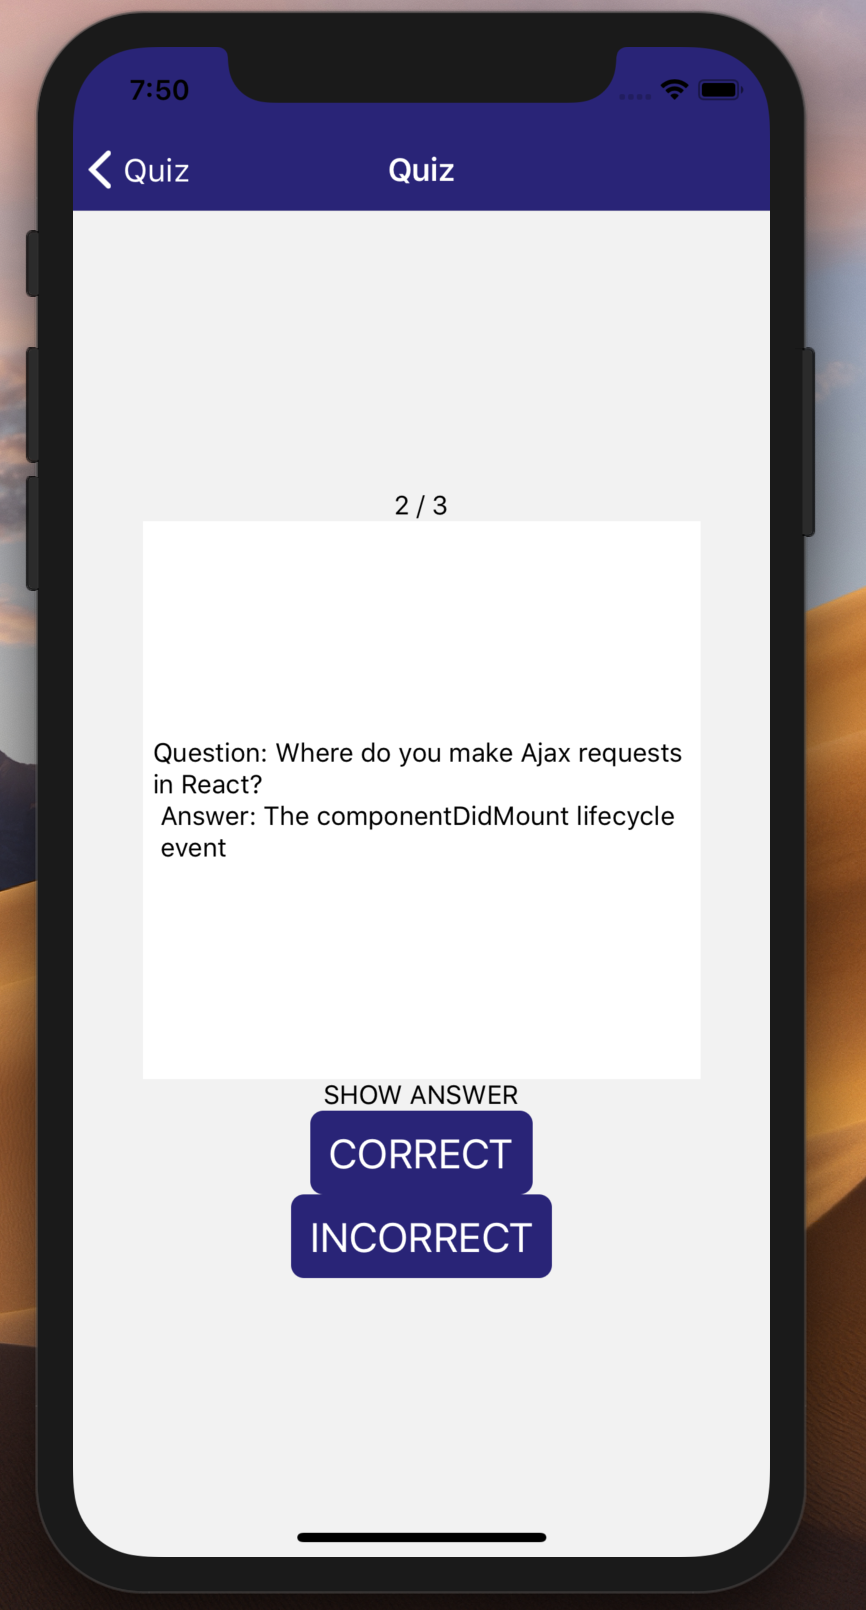 7:50
Quiz
Quiz
2 / 3
Question: Where do you make Ajax requests
in React?
Answer: The componentDidMount lifecycle
event
SHOW ANSWER
CORRECT
INCORRECT